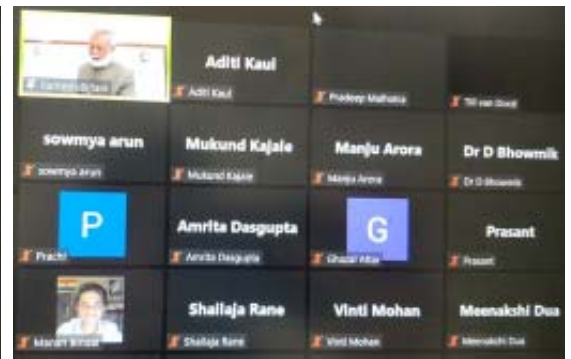 Aditi Kaul
Aditi Kaul
Pradeep Malhotra
sowmya arun
Mukund Kajale
Manju Arora
Dr D Bhowmik
sowmya arun
Mukund Kajale
Manju Arora
Dr D Bhowmik
P
Amrita Dasgupta
G
Prasant
Prachi
Amrita Dasgupta
Ghazal
Prasant
Shailaja Rane
Vinti Mohan
Meenakshi Dua
Shailaja Rane
Vinti Mohan
Meenakshi Dua